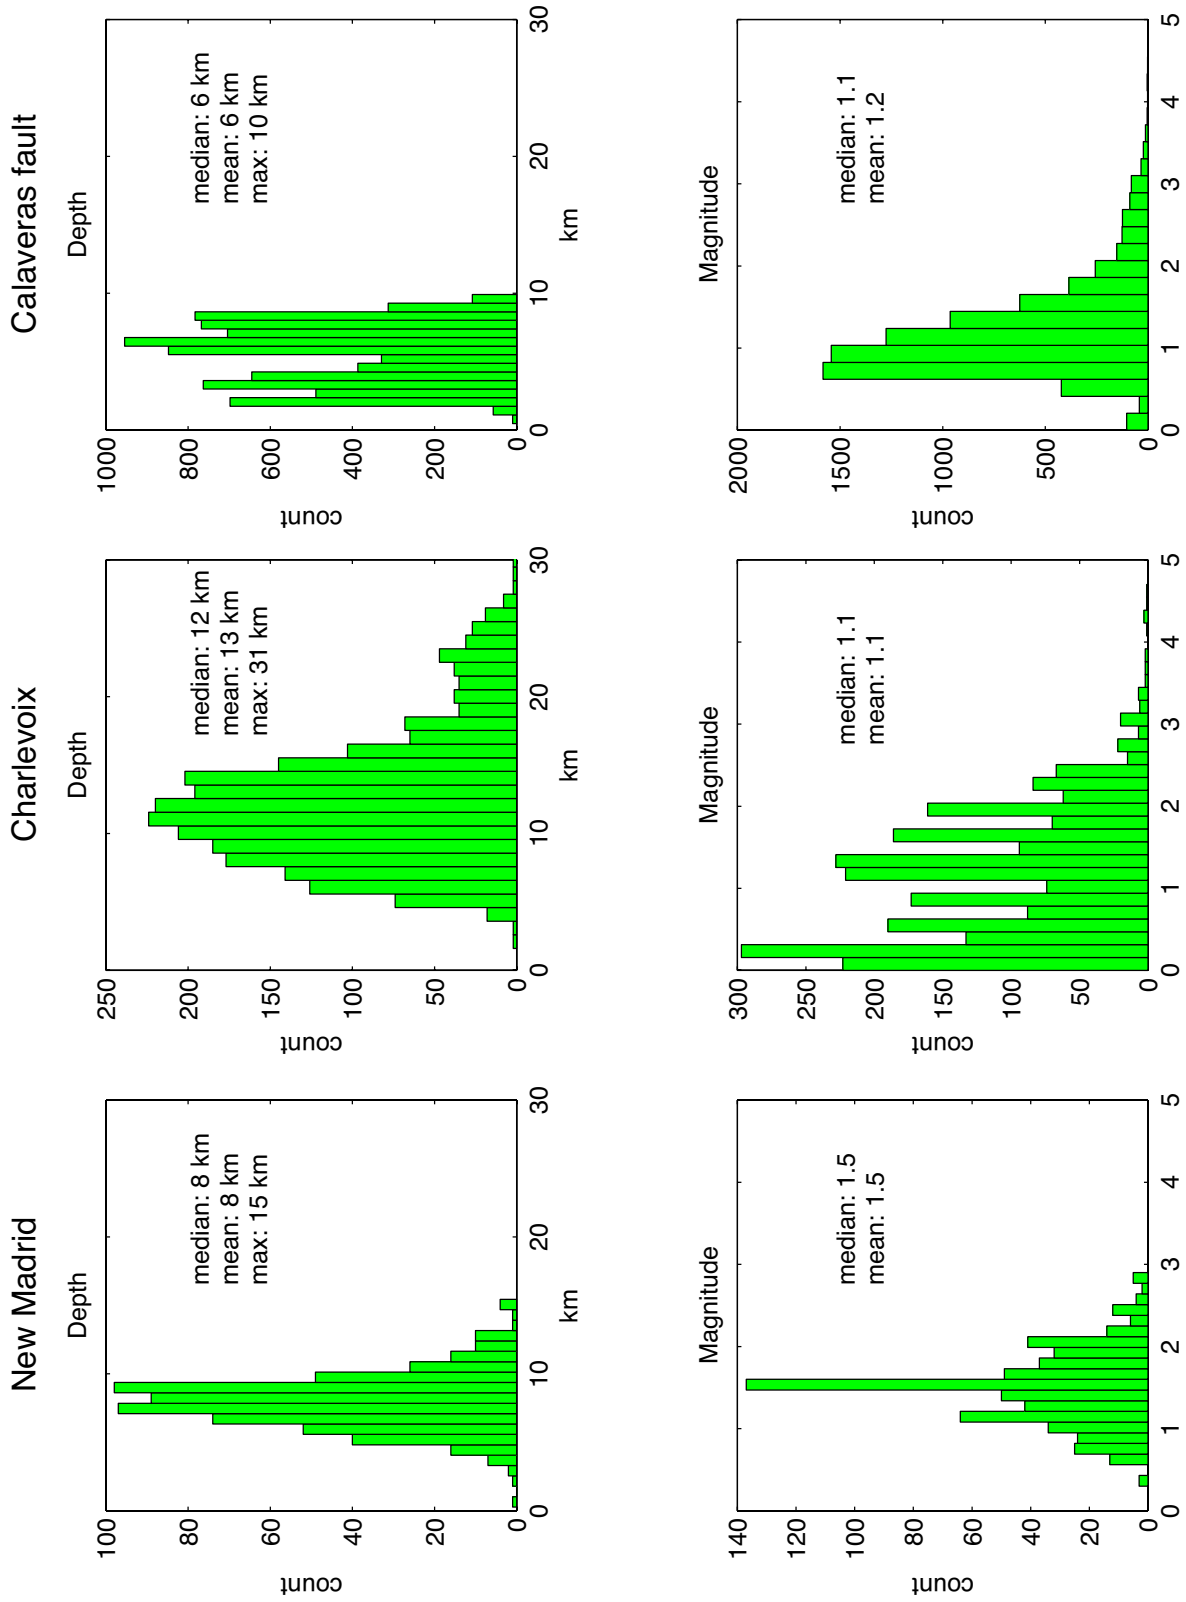 New Madrid
Charlevoix
Calaveras fault
Depth
100
80
60
40
20
0
count
median: 8 km
mean: 8 km
max: 15 km
0
10
20
30
km
Depth
250
200
150
100
50
0
count
median: 12 km
mean: 13 km
max: 31 km
0
10
20
30
km
Depth
1000
800
600
400
200
0
count
median: 6 km
mean: 6 km
max: 10 km
0
10
20
30
km
Magnitude
140
120
100
80
60
40
20
0
count
median: 1.5
mean: 1.5
0
1
2
3
4
5
Magnitude
300
250
200
150
100
50
0
count
median: 1.1
mean: 1.1
0
1
2
3
4
5
Magnitude
2000
1500
1000
500
0
count
median: 1.1
mean: 1.2
0
1
2
3
4
5